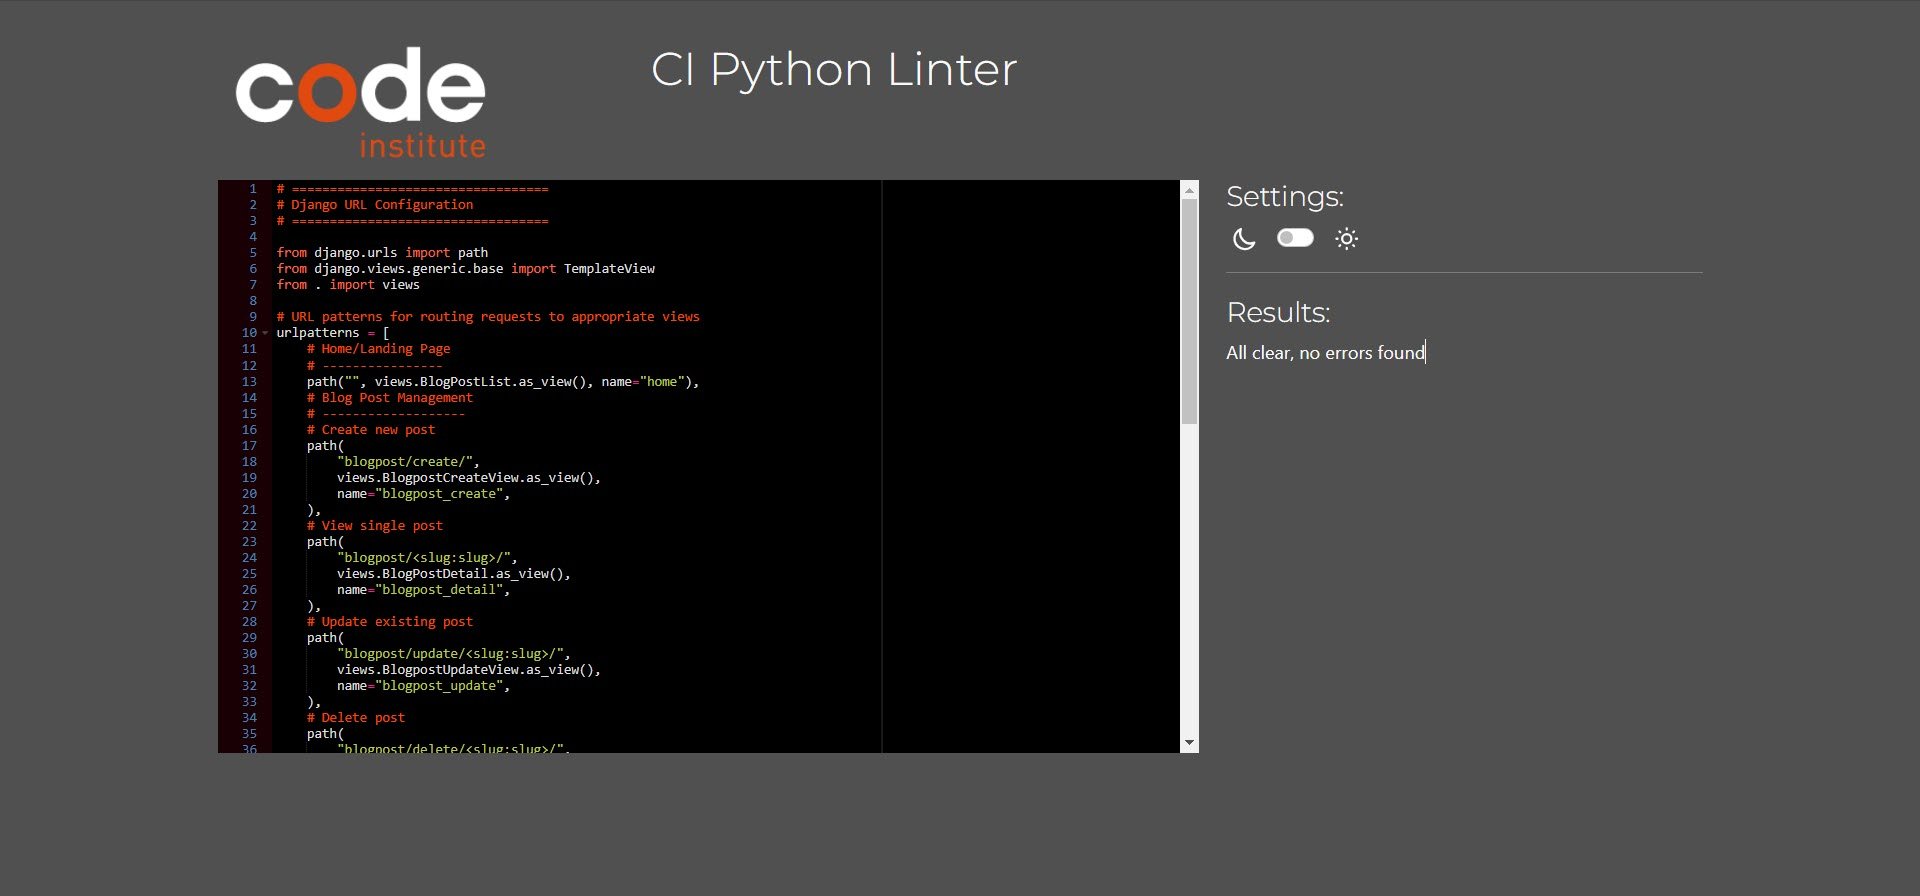 code
institute
CI Python Linter
1 # ==================================
2 # Django URL Configuration
3 # ==================================
4
5 from django.urls import path
6 from django.views.generic.base import TemplateView
7 from . import views
8
9 # URL patterns for routing requests to appropriate views
10 urlpatterns = [
11     # Home/Landing Page
12     # ----------------
13     path("", views.BlogPostList.as_view(), name="home"),
14     # Blog Post Management
15     # -------------------
16     # Create new post
17     path(
18         "blogpost/create/",
19         views.BlogpostCreateView.as_view(),
20         name="blogpost_create",
21     ),
22     # View single post
23     path(
24         "blogpost/<slug:slug>/",
25         views.BlogPostDetail.as_view(),
26         name="blogpost_detail",
27     ),
28     # Update existing post
29     path(
30         "blogpost/update/<slug:slug>/",
31         views.BlogpostUpdateView.as_view(),
32         name="blogpost_update",
33     ),
34     # Delete post
35     path(
36         "blogpost/delete/<slug:slug>/",
Settings:
Results:
All clear, no errors found